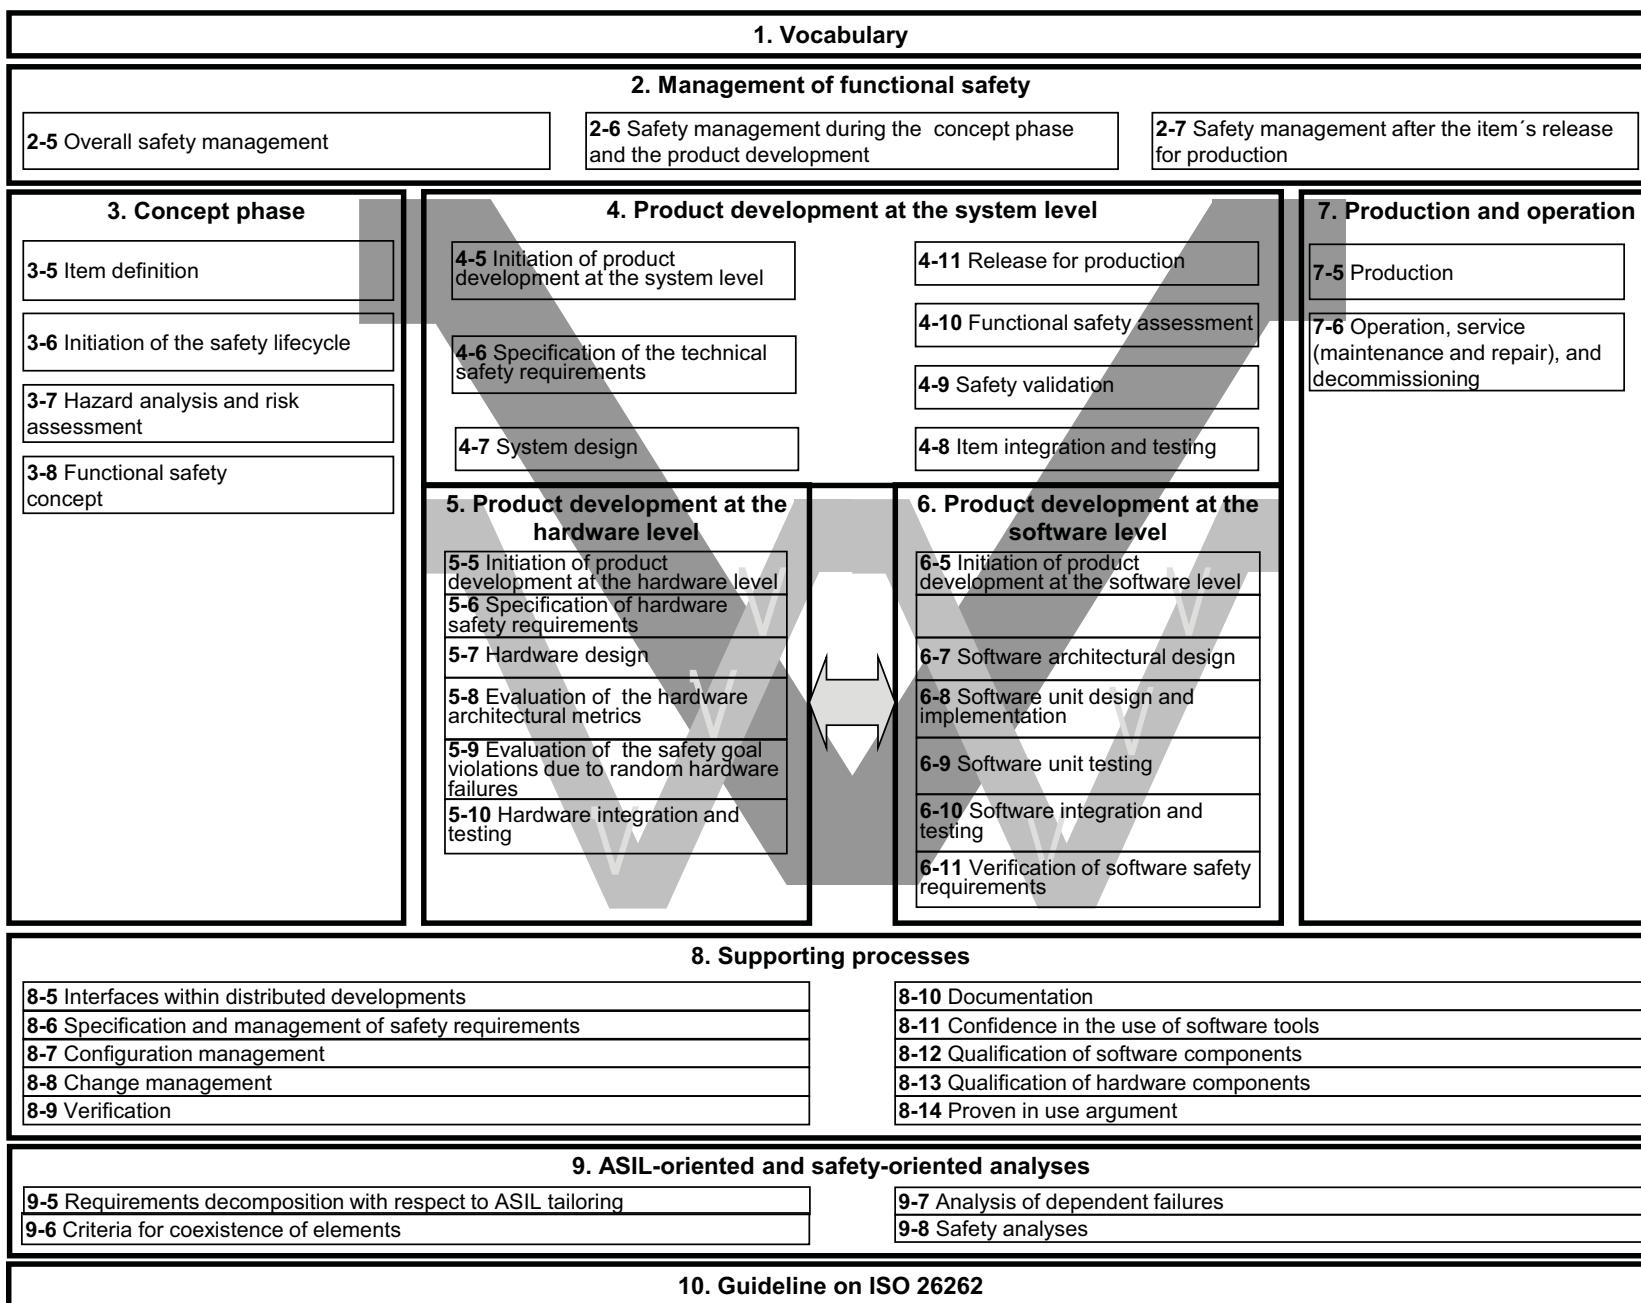 1. Vocabulary
2. Management of functional safety
2-5 Overall safety management
2-6 Safety management during the concept phase
and the product development
2-7 Safety management after the item´s release
for production
3. Concept phase
3-5 Item definition
3-6 Initiation of the safety lifecycle
3-7 Hazard analysis and risk
assessment
3-8 Functional safety
concept
4. Product development at the system level
4-5 Initiation of product
development at the system level
4-6 Specification of the technical
safety requirements
4-7 System design
4-11 Release for production
4-10 Functional safety assessment
4-9 Safety validation
4-8 Item integration and testing
7. Production and operation
7-5 Production
7-6 Operation, service
(maintenance and repair), and
decommissioning
5. Product development at the
hardware level
5-5 Initiation of product
development at the hardware level
5-6 Specification of hardware
safety requirements
5-7 Hardware design
5-8 Evaluation of the hardware
architectural metrics
5-9 Evaluation of the safety goal
violations due to random hardware
failures
5-10 Hardware integration and
testing
6. Product development at the
software level
6-5 Initiation of product
development at the software level
6-7 Software architectural design
6-8 Software unit design and
implementation
6-9 Software unit testing
6-10 Software integration and
testing
6-11 Verification of software safety
requirements
8. Supporting processes
8-5 Interfaces within distributed developments
8-6 Specification and management of safety requirements
8-7 Configuration management
8-8 Change management
8-9 Verification
8-10 Documentation
8-11 Confidence in the use of software tools
8-12 Qualification of software components
8-13 Qualification of hardware components
8-14 Proven in use argument
9. ASIL-oriented and safety-oriented analyses
9-5 Requirements decomposition with respect to ASIL tailoring
9-6 Criteria for coexistence of elements
9-7 Analysis of dependent failures
9-8 Safety analyses
10. Guideline on ISO 26262